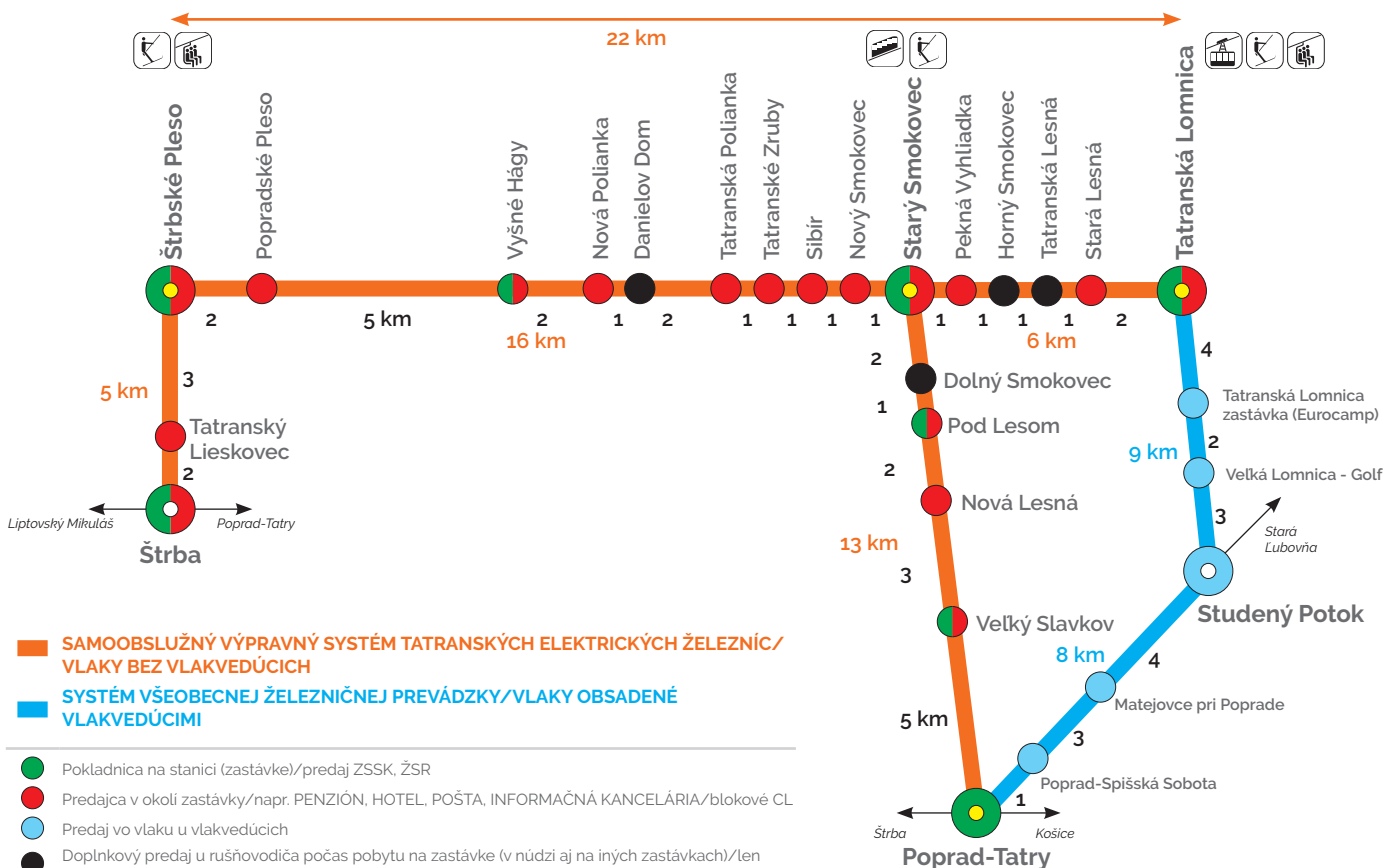 22 km
Štrbské Pleso
Popradské Pleso
Vyšné Hágy
Nová Polianka
Danielov Dom
Tatranská Polianka
Tatranské Zruby
Sibír
Nový Smokovec
Starý Smokovec
Pekná Vyhliadka
Horný Smokovec
Tatranská Lesná
Stará Lesná
Tatranská Lomnica
2
5 km
2
1
2
1
1
1
1
1
1
1
1
2
16 km
6 km
5 km
3
Tatranský
Lieskovec
2
Liptovský Mikuláš
Poprad-Tatry
Štrba
2
Dolný Smokovec
1
Pod Lesom
2
Nová Lesná
13 km
3
Veľký Slavkov
5 km
4
Tatranská Lomnica
zastávka (Eurocamp)
9 km
2
Veľká Lomnica - Golf
3
Stará
Ľubovňa
Studený Potok
8 km
4
Matejovce pri Poprade
3
Poprad-Spišská Sobota
1
Štrba
Košice
Poprad-Tatry
SAMOOBSLUŽNÝ VÝPRAVNÝ SYSTÉM TATRANSKÝCH ELEKTRICKÝCH ŽELEZNÍC/
VLAKY BEZ VLAKVEDÚCICH
SYSTÉM VŠEOBECNEJ ŽELEZNIČNEJ PREVÁDZKY/VLAKY OBSADENÉ
VLAKVEDÚCIMI
Pokladnica na stanici (zastávke)/predaj ZSSK, ŽSR
Predajca v okolí zastávky/napr. PENZIÓN, HOTEL, POŠTA, INFORMAČNÁ KANCELÁRIA/blokové CL
Predaj vo vlaku u vlakvedúcich
Doplnkový predaj u rušňovodiča počas pobytu na zastávke (v núdzi aj na iných zastávkach)/len